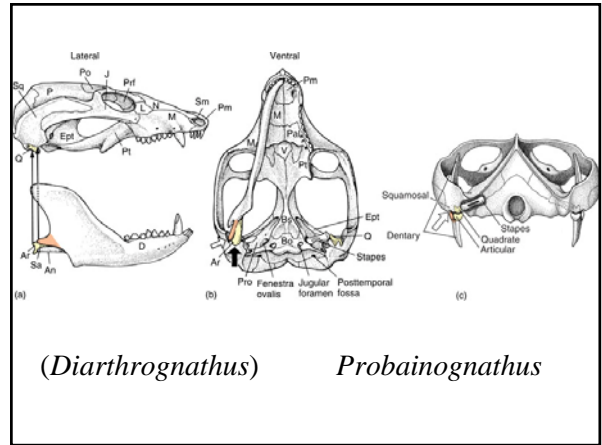 Lateral
Po
J
Prf
P
Sq
L
N
M
Sm
Pm
Ept
Pt
Q
D
Ar
Sa
An
(a)
Ventral
Pm
M
Pa
M
V
Pt
Bs
Ept
Bo
Q
Ar
Stapes
Pro
Fenestra
ovalis
Jugular
foramen
Posttemporal
fossa
(b)
Squamosal
Dentary
Stapes
Quadrate
Articular
(c)
(Diarthrognathus)
Probainognathus